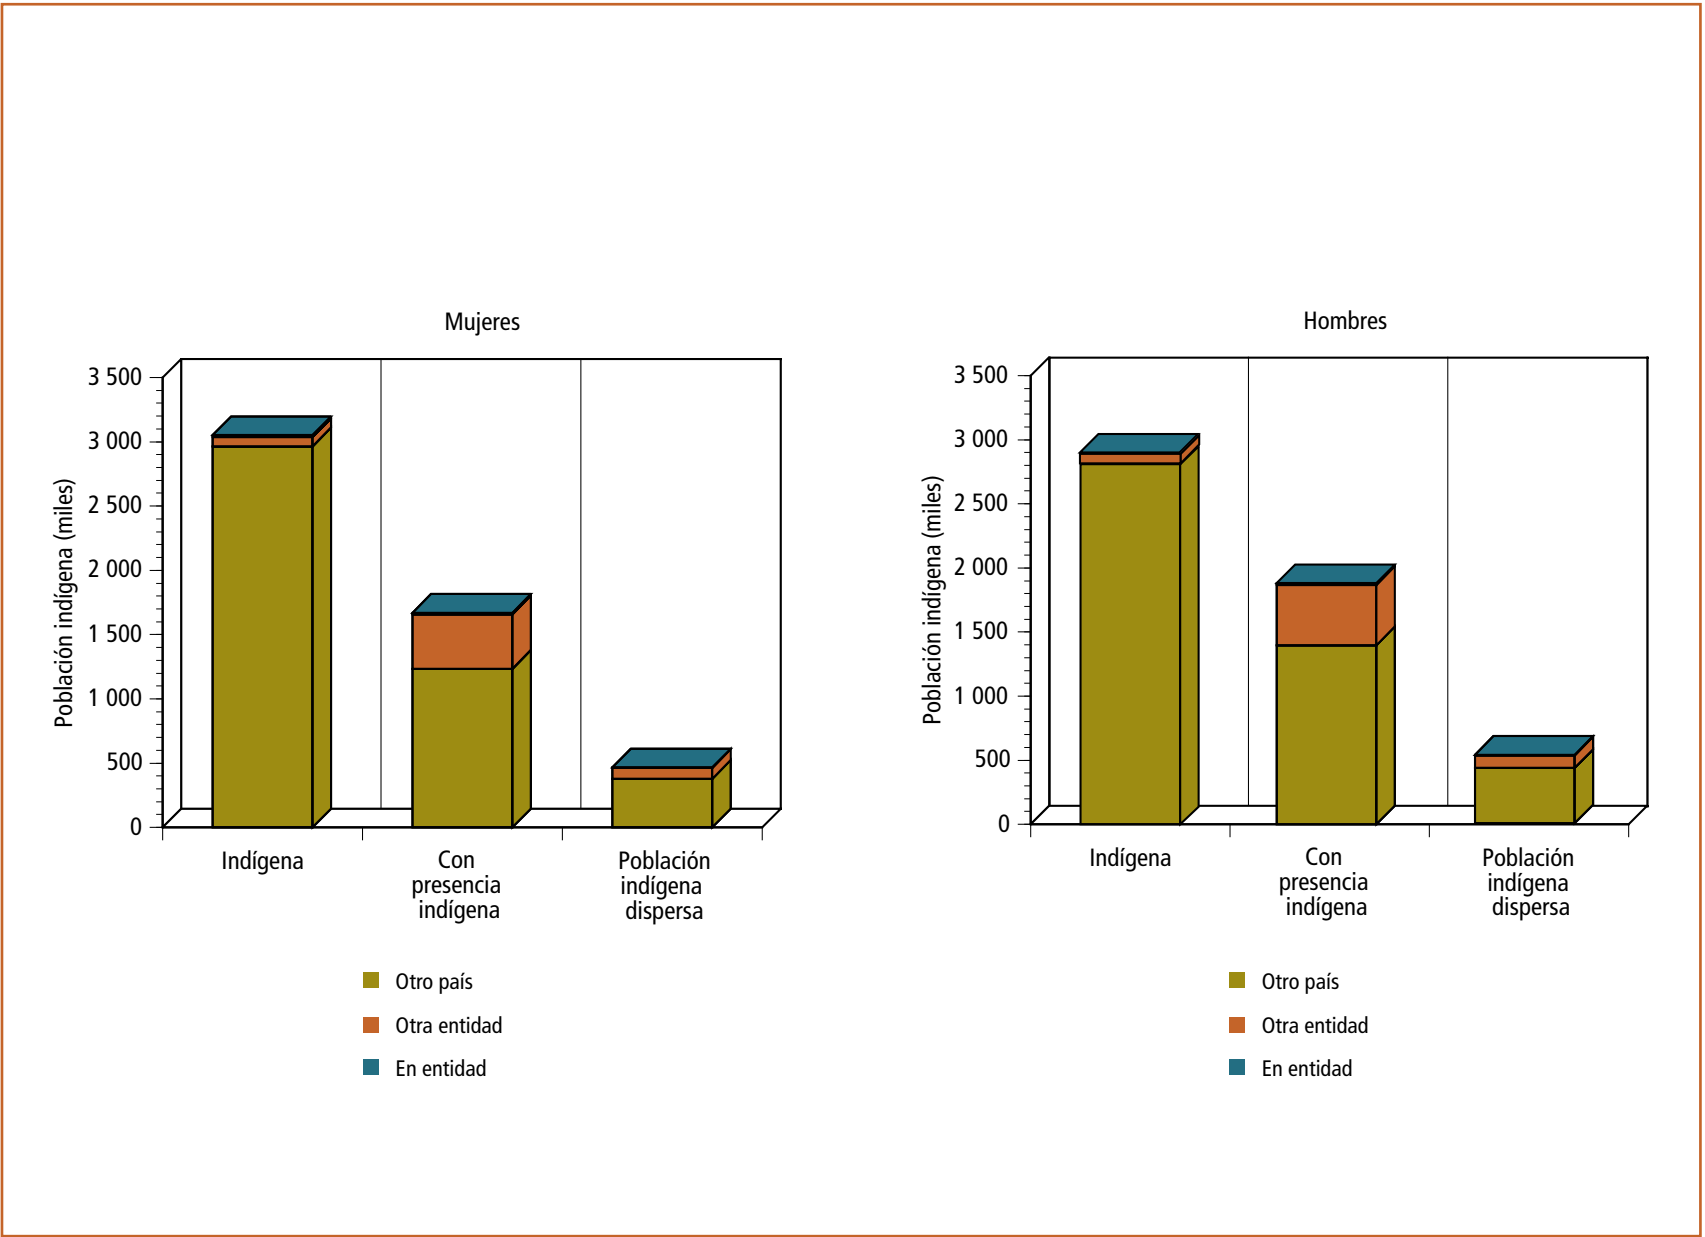 Mujeres
Población indígena (miles)
3 500
3 000
2 500
2 000
1 500
1 000
500
0
Indígena
Con
presencia
indígena
Población
indígena
dispersa
Otro país
Otra entidad
En entidad
Hombres
Población indígena (miles)
3 500
3 000
2 500
2 000
1 500
1 000
500
0
Indígena
Con
presencia
indígena
Población
indígena
dispersa
Otro país
Otra entidad
En entidad